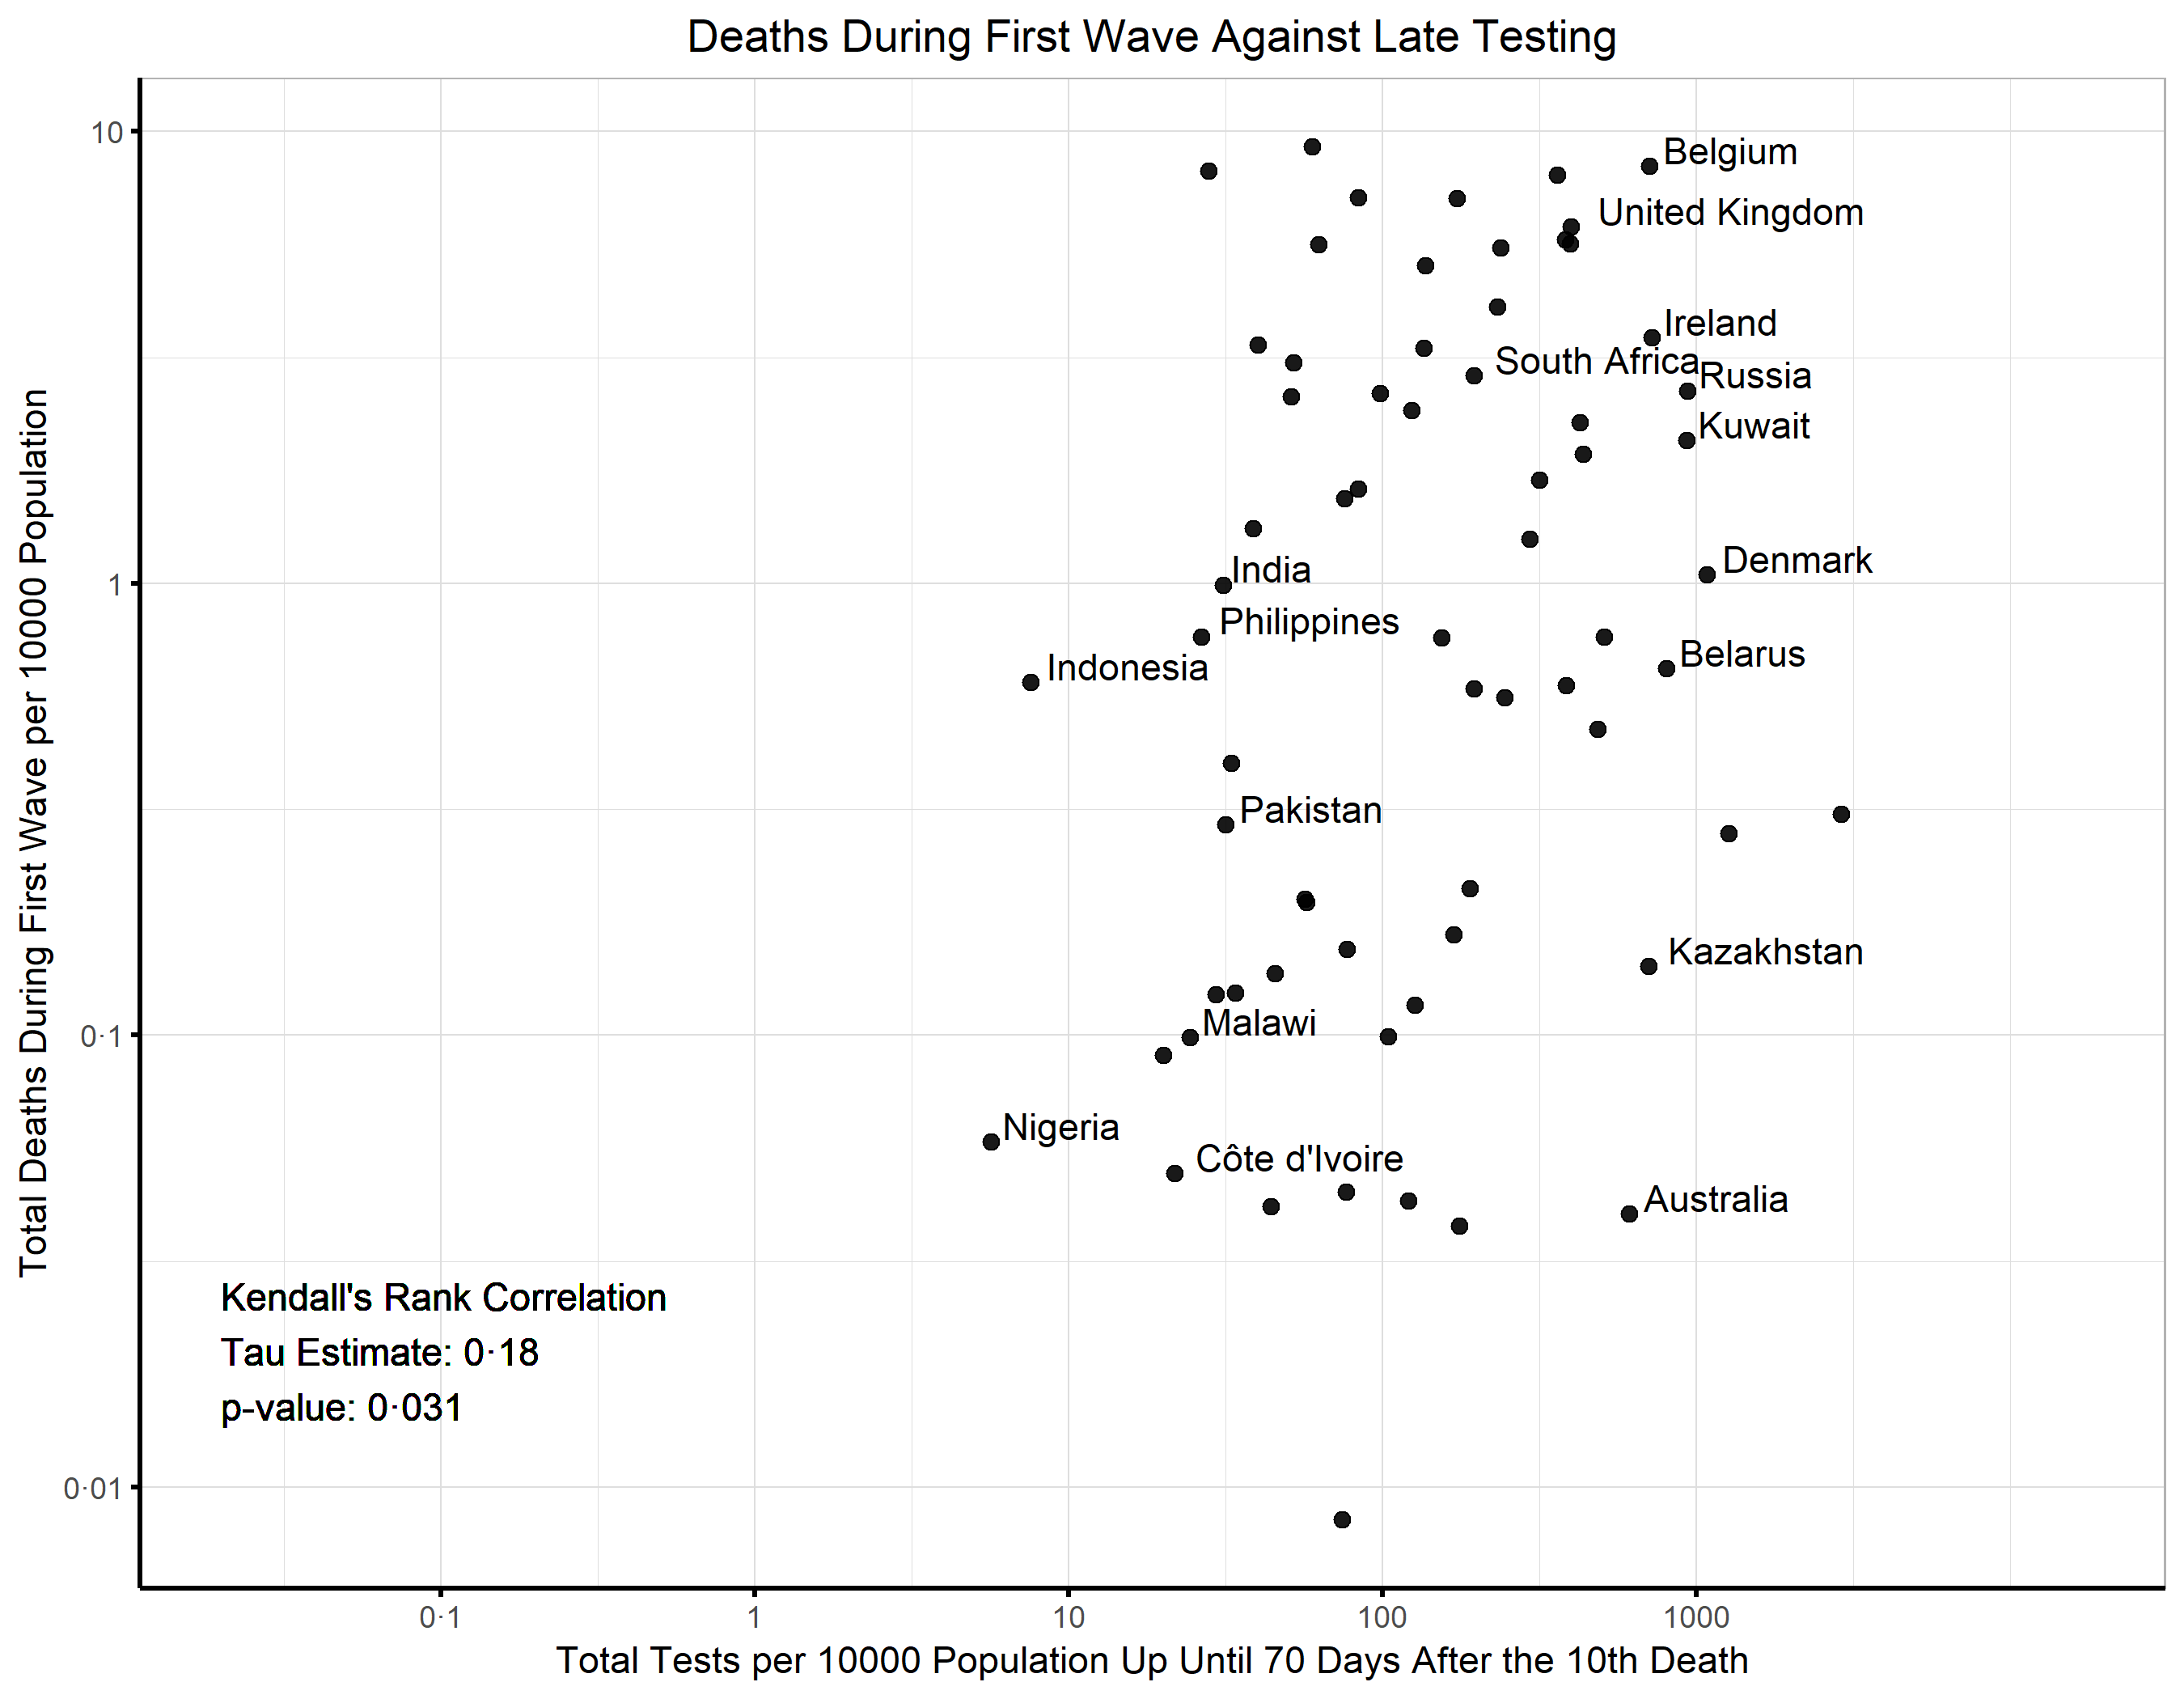 Deaths During First Wave Against Late Testing
Total Deaths During First Wave per 10000 Population
10
1
0·1
0·01
Belgium
United Kingdom
Ireland
South Africa
Russia
Kuwait
Denmark
India
Philippines
Belarus
Indonesia
Pakistan
Kazakhstan
Malawi
Nigeria
Côte d'Ivoire
Australia
Kendall's Rank Correlation
Tau Estimate: 0·18
p-value: 0·031
0·1
1
10
100
1000
Total Tests per 10000 Population Up Until 70 Days After the 10th Death